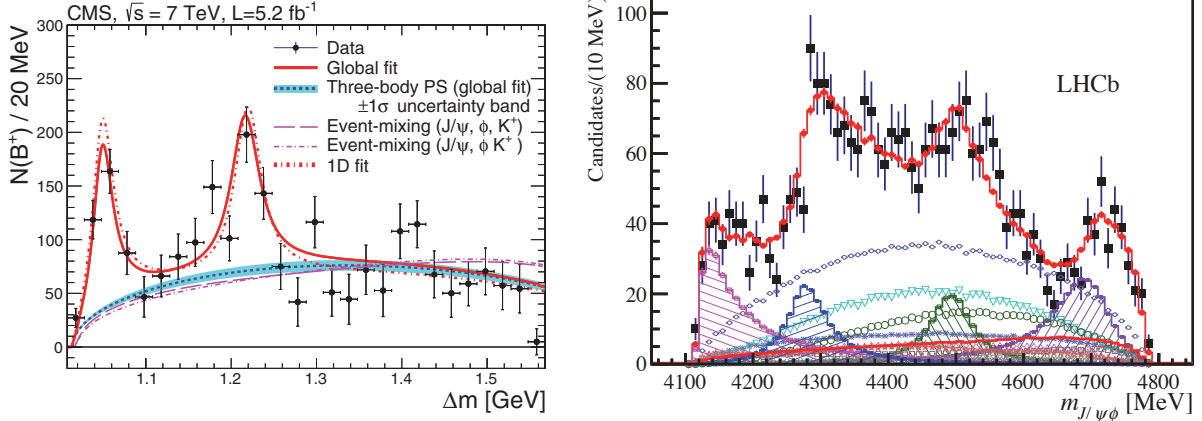 CMS, √s = 7 TeV, L=5.2 fb⁻¹
N(B⁺) / 20 MeV
300
250
200
150
100
50
0
Data
Global fit
Three-body PS (global fit)
±1σ uncertainty band
Event-mixing (J/ψ, ϕ, K⁺)
Event-mixing (J/ψ, ϕ K⁺ )
1D fit
1.1 1.2 1.3 1.4 1.5
Δm [GeV]
Candidates/(10 MeV)
100
80
60
40
20
0
LHCb
4100 4200 4300 4400 4500 4600 4700 4800
m_{J/ψϕ} [MeV]